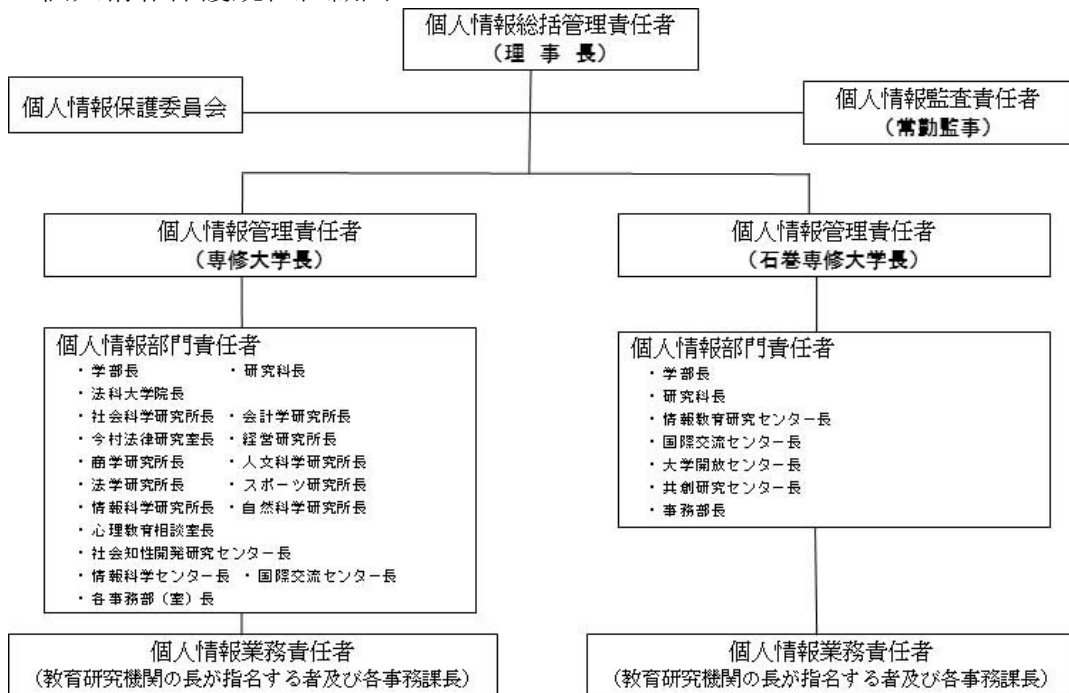 個人情報総括管理責任者
（理 事 長）
個人情報保護委員会
個人情報監査責任者
（常勤監事）
個人情報管理責任者
（専修大学長）
個人情報管理責任者
（石巻専修大学長）
個人情報部門責任者
・学部長 ・研究科長
・法科大学院長
・社会科学研究所長 ・会計学研究所長
・今村法律研究室長 ・経営研究所長
・商学研究所長 ・人文科学研究所長
・法学研究所長 ・スポーツ研究所長
・情報科学研究所長 ・自然科学研究所長
・心理教育相談室長
・社会知性開発研究センター長
・情報科学センター長 ・国際交流センター長
・各事務部（室）長
個人情報部門責任者
・学部長
・研究科長
・情報教育研究センター長
・国際交流センター長
・大学開放センター長
・共創研究センター長
・事務部長
個人情報業務責任者
（教育研究機関の長が指名する者及び各事務課長）
個人情報業務責任者
（教育研究機関の長が指名する者及び各事務課長）